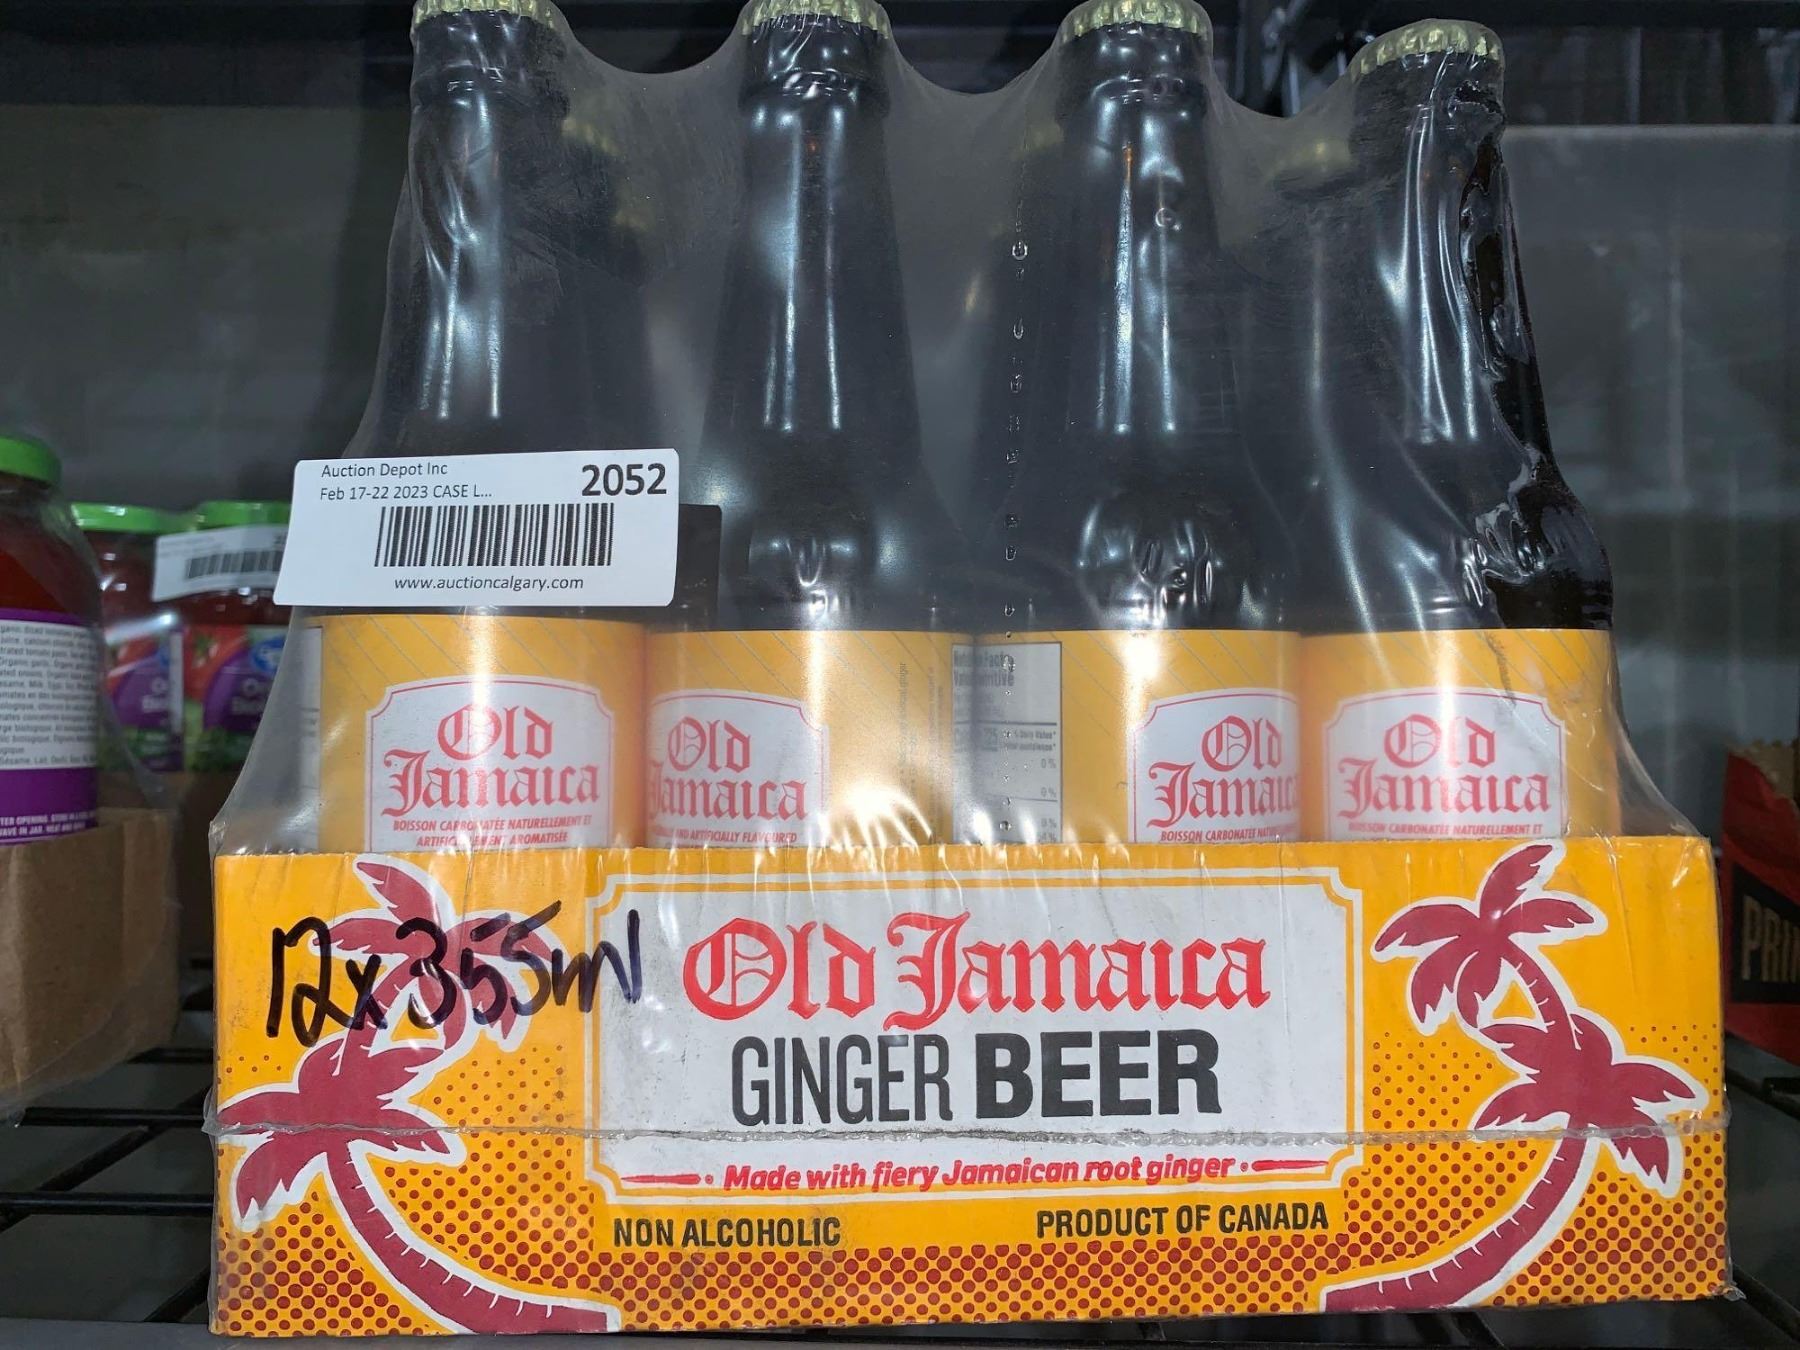 Auction Depot Inc
2052
Feb 17-22 2023 CASE L...
www.auctioncalgary.com
Old
Jamaica
BOISSON CARBONATÉE NATURELLEMENT ET
ARTIFICIELLEMENT AROMATISÉE
Old
Jamaica
AND ARTIFICIALLY FLAVOURED
Old
Jamaica
BOISSON CARBONATÉE
Old
Jamaica
BOISSON CARBONATÉE NATURELLEMENT ET
12x355ml
Old Jamaica
GINGER BEER
Made with fiery Jamaican root ginger
NON ALCOHOLIC
PRODUCT OF CANADA
PRI